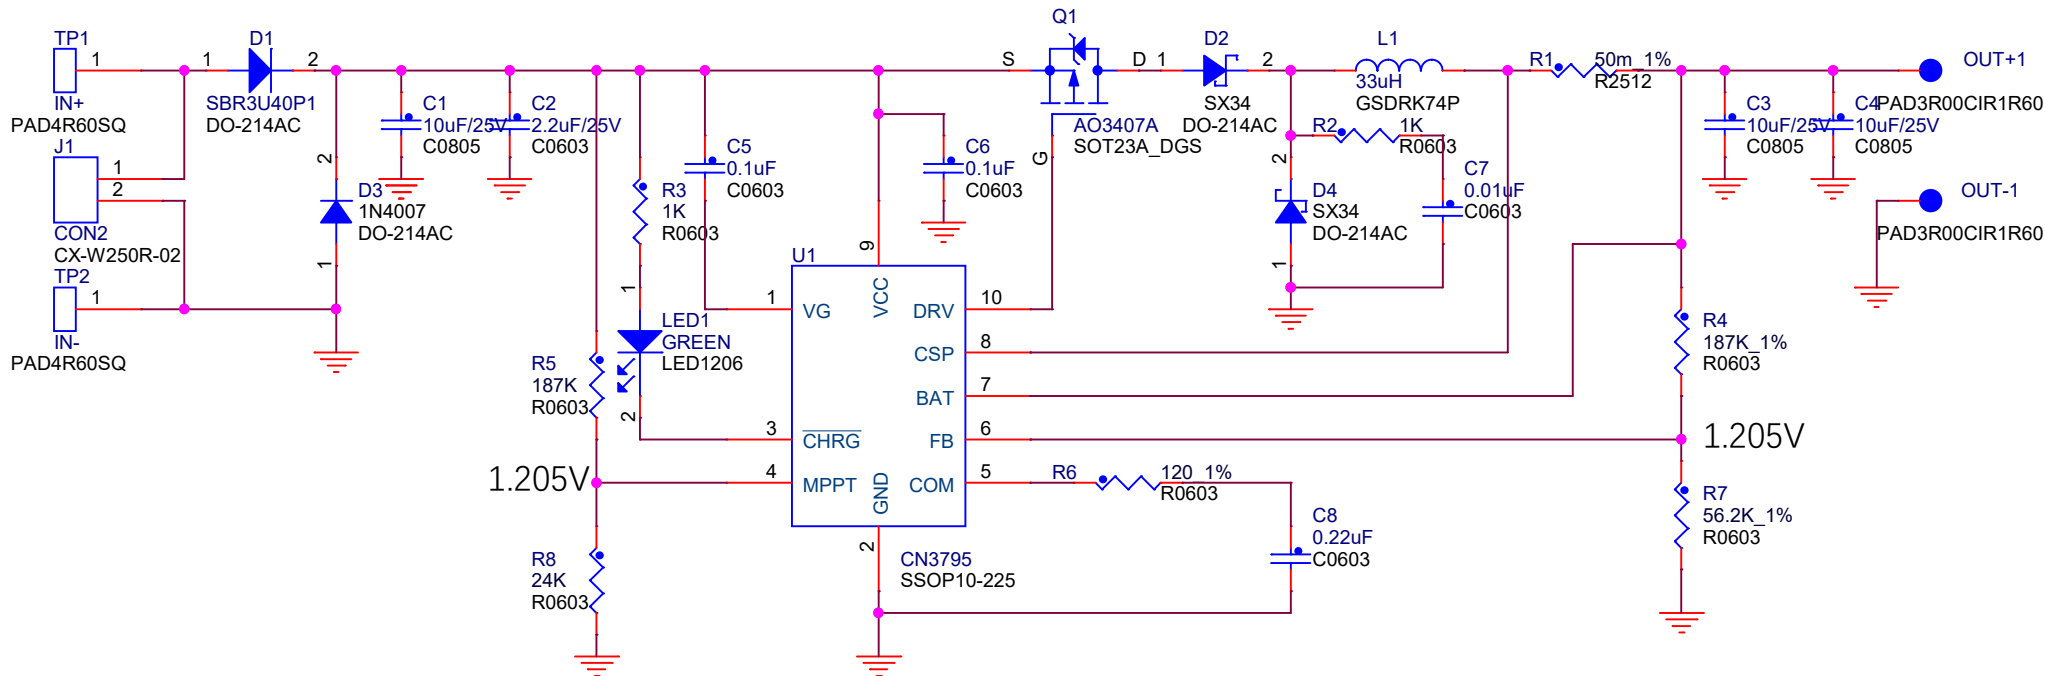 TP1
1
IN+
PAD4R60SQ
J1
1
2
CON2
CX-W250R-02
TP2
1
IN-
PAD4R60SQ
D1
1
2
SBR3U40P1
DO-214AC
2
D3
1N4007
DO-214AC
1
C1
10uF/25V
C0805
C2
2.2uF/25V
C0603
R5
187K
R0603
1.205V
R8
24K
R0603
R3
1K
R0603
1
LED1
GREEN
LED1206
2
C5
0.1uF
C0603
C6
0.1uF
C0603
U1
1
VG
3
CHRG
4
MPPT
9
VCC
GND
2
10
DRV
8
CSP
7
BAT
6
FB
5
COM
CN3795
SSOP10-225
Q1
S
D
G
AO3407A
SOT23A_DGS
D2
1
2
SX34
DO-214AC
L1
33uH
GSDRK74P
R2
1K
R0603
2
D4
SX34
DO-214AC
1
C7
0.01uF
C0603
R6
120_1%
R0603
C8
0.22uF
C0603
R1
50m_1%
R2512
C3
10uF/25V
C0805
C4
10uF/25V
C0805
OUT+1
PAD3R00CIR1R60
OUT-1
PAD3R00CIR1R60
R4
187K_1%
R0603
1.205V
R7
56.2K_1%
R0603